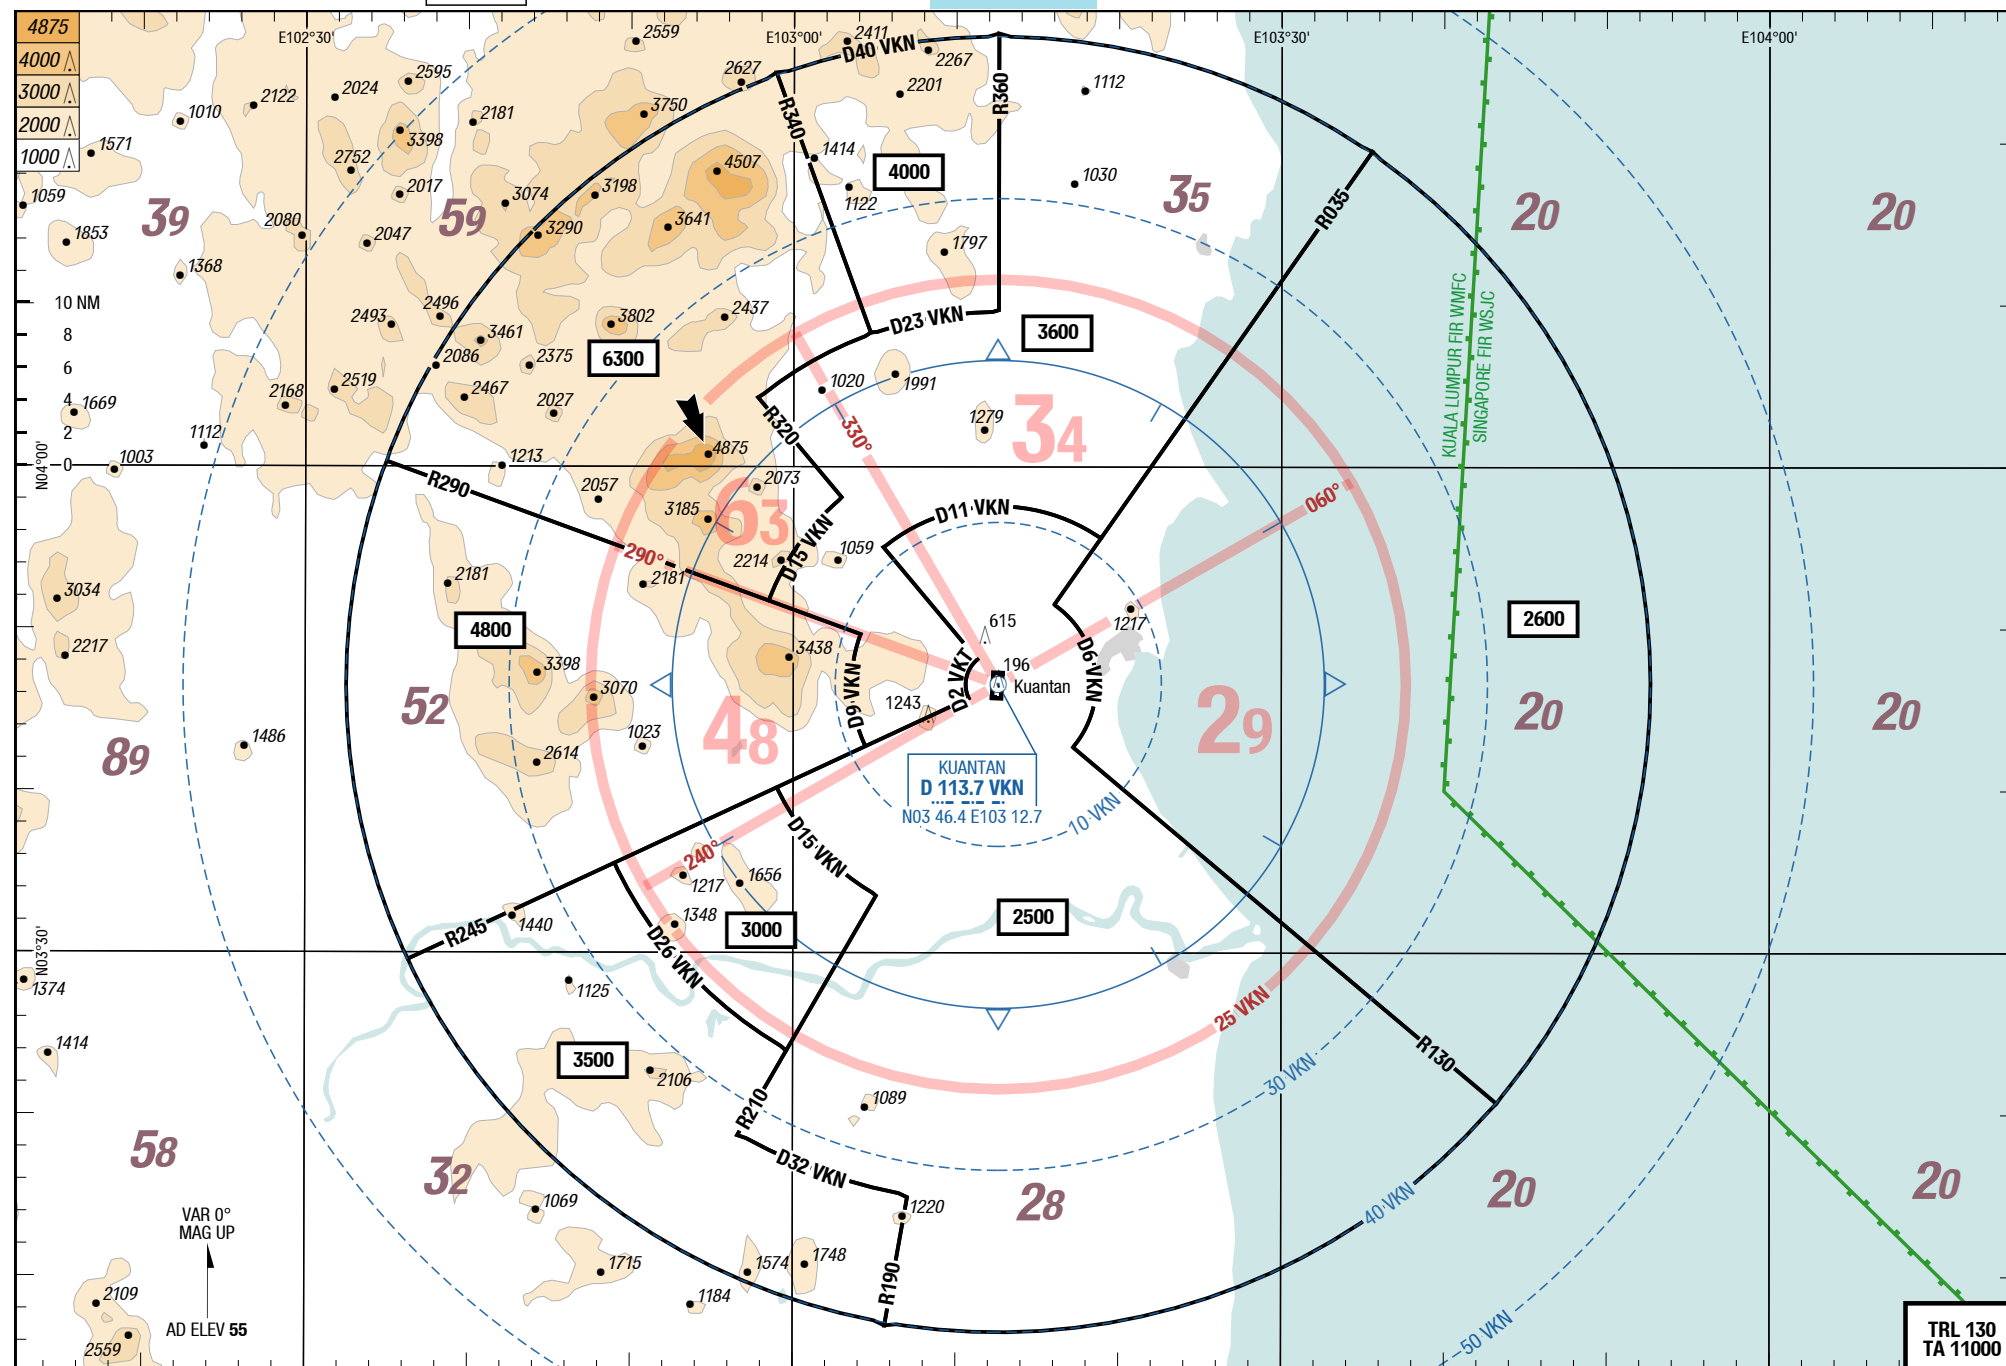 4875
4000
3000
2000
1000
E102°30'
E103°00'
E103°30'
E104°00'
2559
2411
D40 VKN
2267
2627
2595
2024
2122
1010
2201
1112
R340
R360
3750
2181
3398
1571
1414
2752
4507
4000
1059
2017
3074
3198
1122
1030
35
20
20
39
59
R035
1853
2080
2047
3290
3641
1797
1368
10 NM
8
6
4
2
0
2493
2496
3802
2437
D23 VKN
3600
KUALA LUMPUR FIR WMFC
SINGAPORE FIR WSJC
3461
2086
2375
6300
2168
2519
2467
2027
1020
1991
1669
R320
330°
1279
34
1112
1003
N04°00'
1213
4875
R290
2057
2073
63
3185
060°
D11 VKN
D15 VKN
290°
2214
1059
2181
2181
3034
2217
4800
3438
615
1217
2600
D6 VKN
D2 VKT
196
Kuantan
3398
3070
D9 VKN
1243
52
48
29
20
20
1486
89
1023
2614
KUANTAN
D 113.7 VKN
N03 46.4 E103 12.7
10 VKN
D15 VKN
240°
1217
1656
1348
3000
2500
1440
R245
D26 VKN
N03°30'
1374
1125
25 VKN
1414
3500
2106
R130
30 VKN
1089
R210
58
32
D32 VKN
28
20
20
1069
1220
40 VKN
VAR 0°
MAG UP
1715
1574
1748
R190
1184
2109
AD ELEV 55
2559
50 VKN
TRL 130
TA 11000